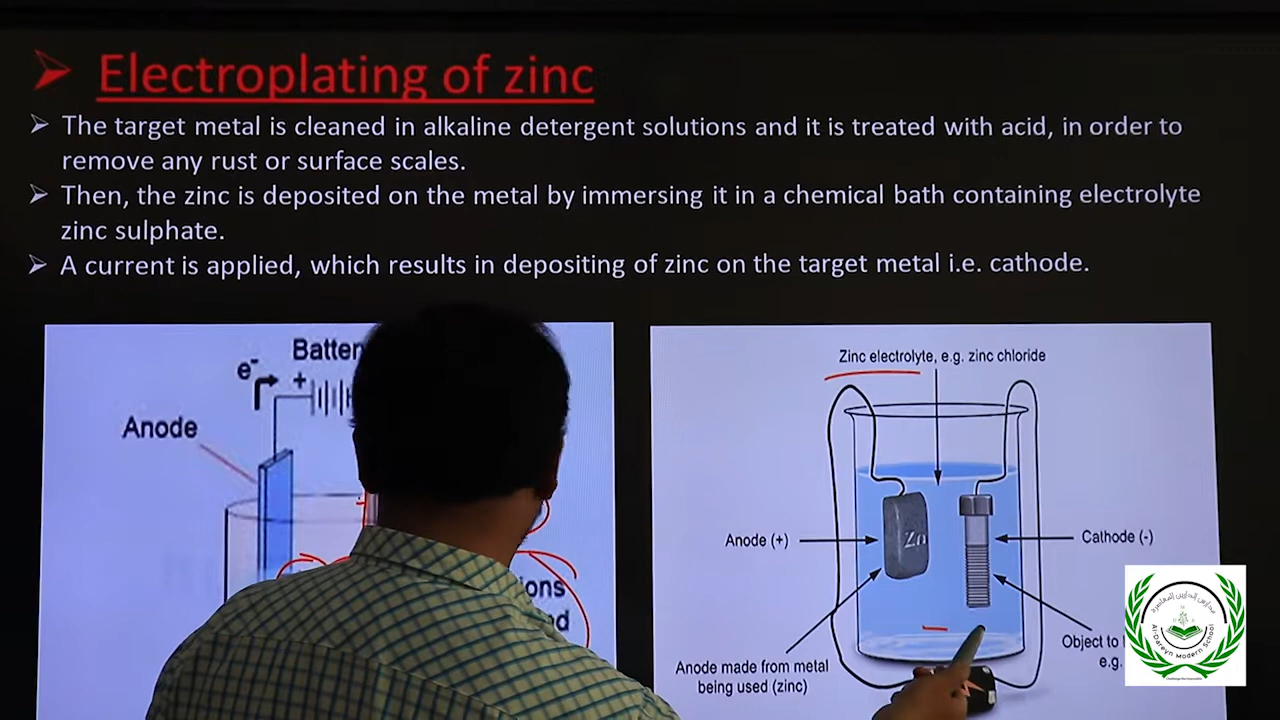 Electroplating of zinc
The target metal is cleaned in alkaline detergent solutions and it is treated with acid, in order to
remove any rust or surface scales.
Then, the zinc is deposited on the metal by immersing it in a chemical bath containing electrolyte
zinc sulphate.
A current is applied, which results in depositing of zinc on the target metal i.e. cathode.
Batter
e-
+
Anode
ions
Zinc electrolyte, e.g. zinc chloride
Anode (+)
Zn
Cathode (-)
Object to
e.g.
Anode made from metal
being used (zinc)
Al-Dareyn Modern School